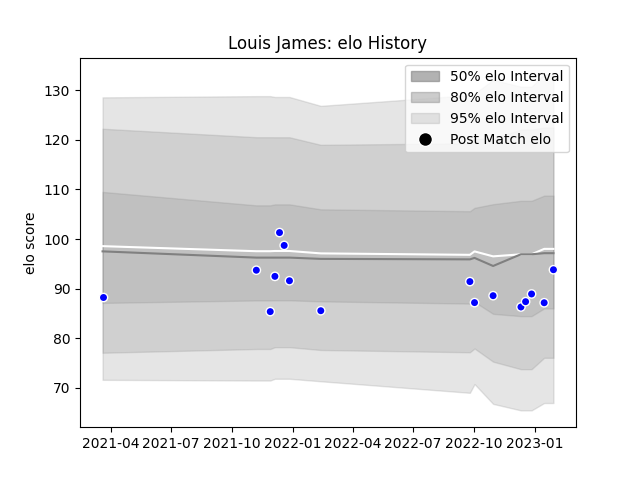 Louis James: elo History
50% elo Interval
80% elo Interval
95% elo Interval
Post Match elo
elo score
130
120
110
100
90
80
70
2021-04 2021-07 2021-10 2022-01 2022-04 2022-07 2022-10 2023-01